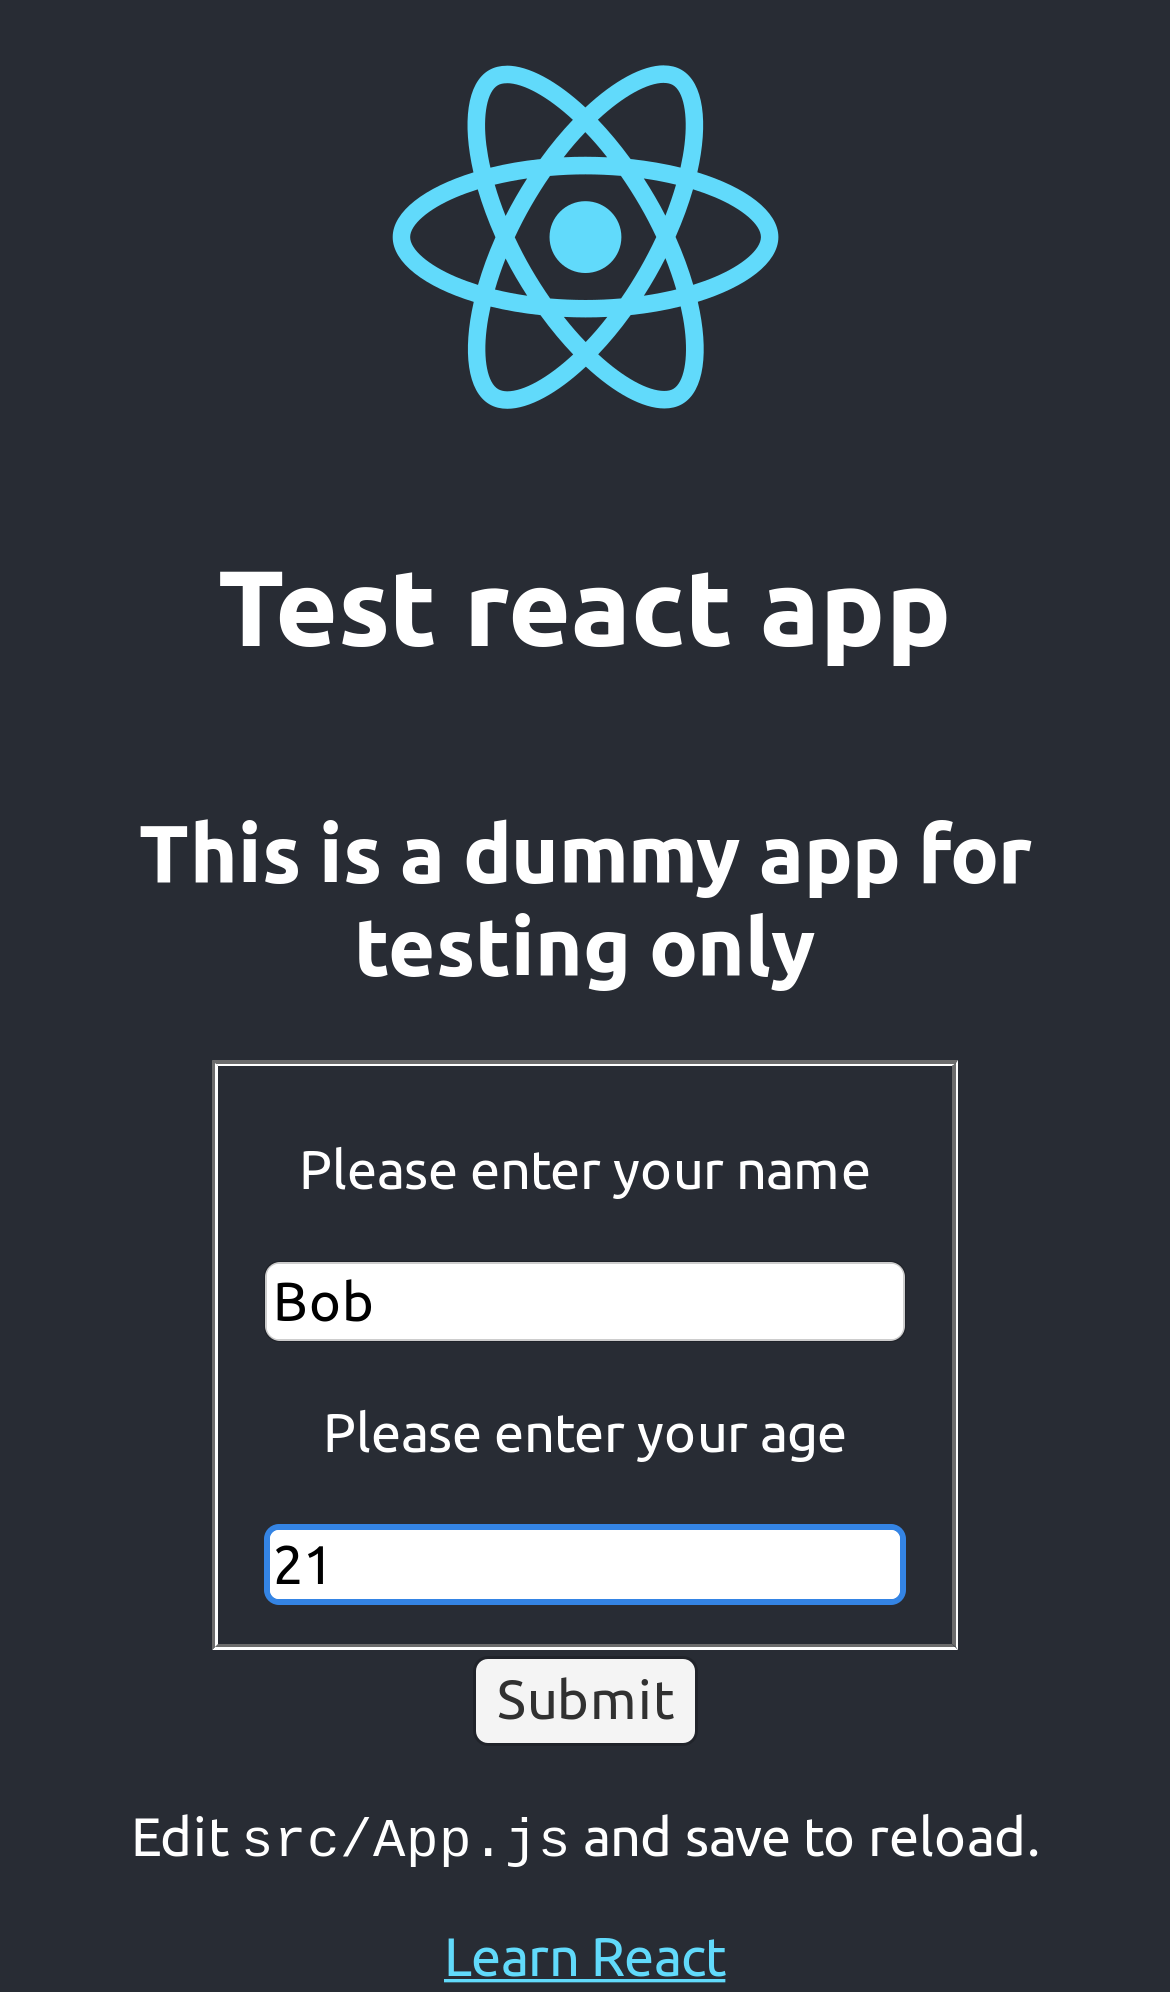 Test react app
This is a dummy app for
testing only
Please enter your name
Bob
Please enter your age
21
Submit
Edit src/App.js and save to reload.
Learn React